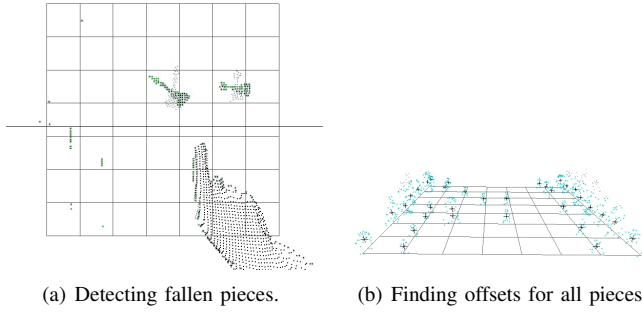 (a) Detecting fallen pieces.
(b) Finding offsets for all pieces